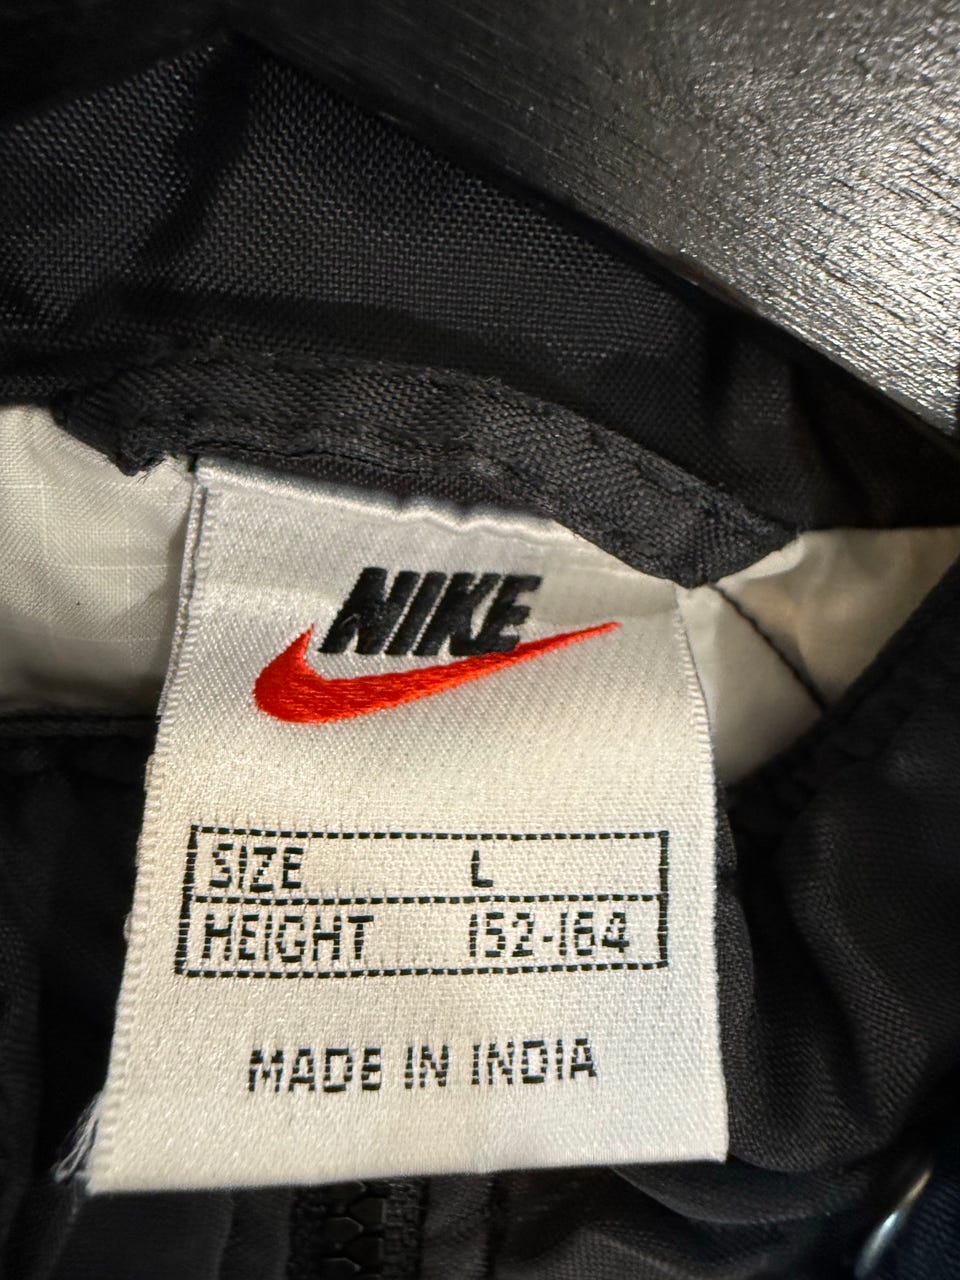 NIKE
SIZE L
HEIGHT 152-164
MADE IN INDIA